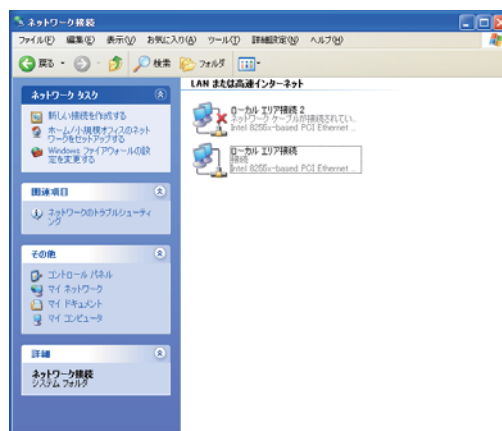 ネットワーク接続
ファイル(F) 編集(E) 表示(V) お気に入り(A) ツール(T) 詳細設定(N) ヘルプ(H)
戻る 検索 フォルダ
ネットワーク タスク
新しい接続を作成する
ホーム/小規模オフィスのネット
ワークをセットアップする
Windows ファイアウォールの設
定を変更する
関連項目
ネットワークのトラブルシューティ
ング
その他
コントロール パネル
マイ ネットワーク
マイ ドキュメント
マイ コンピュータ
詳細
ネットワーク接続
システム フォルダ
LAN または高速インターネット
ローカル エリア接続 2
ネットワーク ケーブルが接続されてい...
Intel 8255x-based PCI Ethernet ...
ローカル エリア接続
接続
Intel 8255x-based PCI Ethernet ...